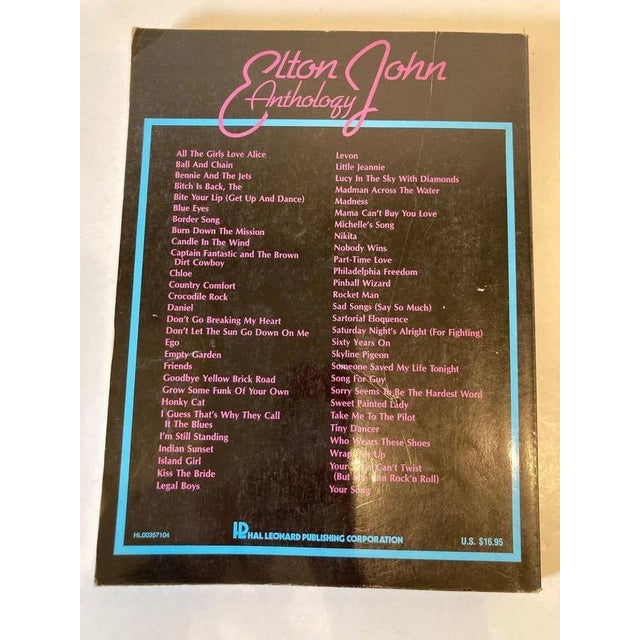 Elton John
Anthology
All The Girls Love Alice
Ball And Chain
Bennie And The Jets
Bitch Is Back, The
Bite Your Lip (Get Up And Dance)
Blue Eyes
Border Song
Burn Down The Mission
Candle In The Wind
Captain Fantastic and The Brown
Dirt Cowboy
Chloe
Country Comfort
Crocodile Rock
Daniel
Don't Go Breaking My Heart
Don't Let The Sun Go Down On Me
Ego
Empty Garden
Friends
Goodbye Yellow Brick Road
Grow Some Funk Of Your Own
Honky Cat
I Guess That's Why They Call
It The Blues
I'm Still Standing
Indian Sunset
Island Girl
Kiss The Bride
Legal Boys
Levon
Little Jeannie
Lucy In The Sky With Diamonds
Madman Across The Water
Madness
Mama Can't Buy You Love
Michelle's Song
Nikita
Nobody Wins
Part-Time Love
Philadelphia Freedom
Pinball Wizard
Rocket Man
Sad Songs (Say So Much)
Sartorial Eloquence
Saturday Night's Alright (For Fighting)
Sixty Years On
Skyline Pigeon
Someone Saved My Life Tonight
Song For Guy
Sorry Seems To Be The Hardest Word
Sweet Painted Lady
Take Me To The Pilot
Tiny Dancer
Who Wears These Shoes
Wrap Her Up
Your Can't Twist
(But Rock'n Roll)
Your Song
HL00357104
HL HAL LEONARD PUBLISHING CORPORATION
U.S. $16.95